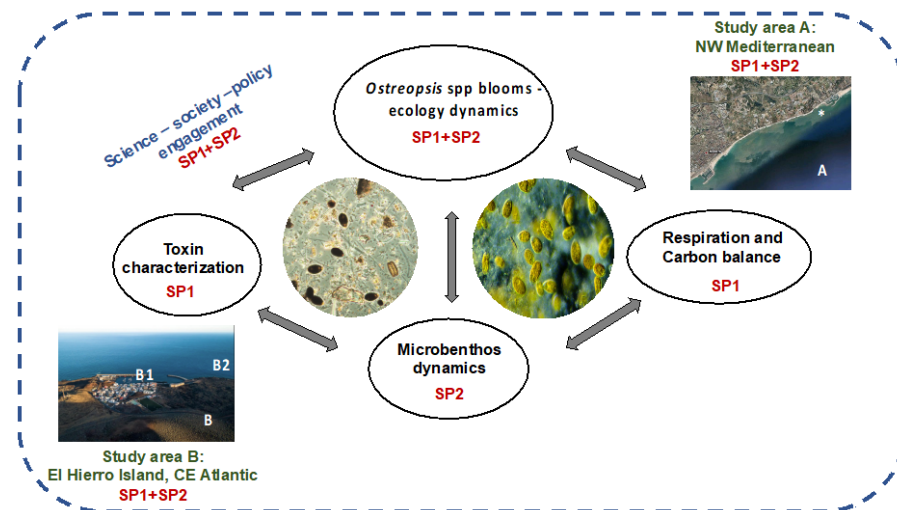 Study area A:
NW Mediterranean
SP1+SP2
*
A
Ostreopsis spp blooms -
ecology dynamics
SP1+SP2
Science – society –policy
engagement
SP1+SP2
Toxin
characterization
SP1
Respiration and
Carbon balance
SP1
Microbenthos
dynamics
SP2
B1
B2
B
Study area B:
El Hierro Island, CE Atlantic
SP1+SP2